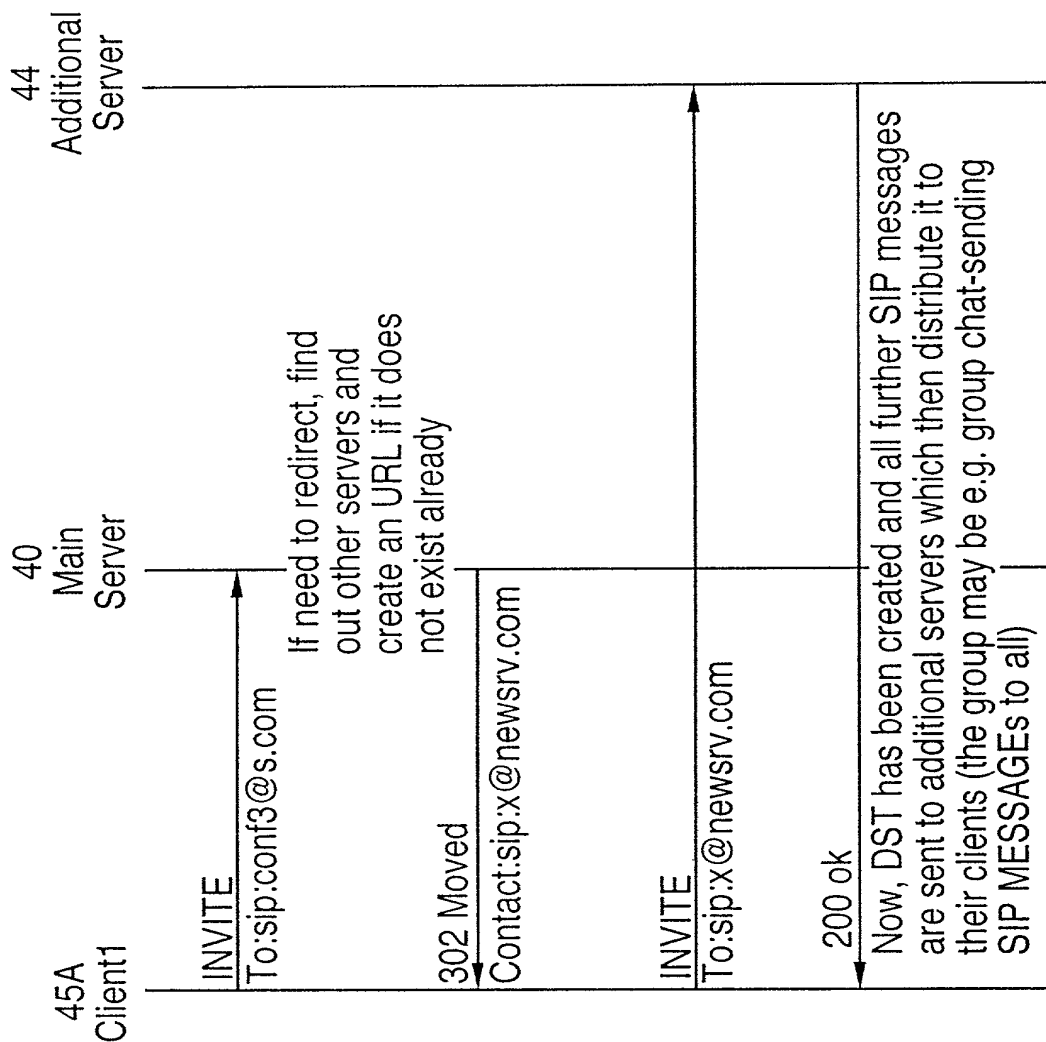 45A
Client1
40
Main
Server
44
Additional
Server
INVITE
To:sip:conf3@s.com
If need to redirect, find
out other servers and
create an URL if it does
not exist already
302 Moved
Contact:sip:x@newsrv.com
INVITE
To:sip:x@newsrv.com
200 ok
Now, DST has been created and all further SIP messages
are sent to additional servers which then distribute it to
their clients (the group may be e.g. group chat-sending
SIP MESSAGEs to all)